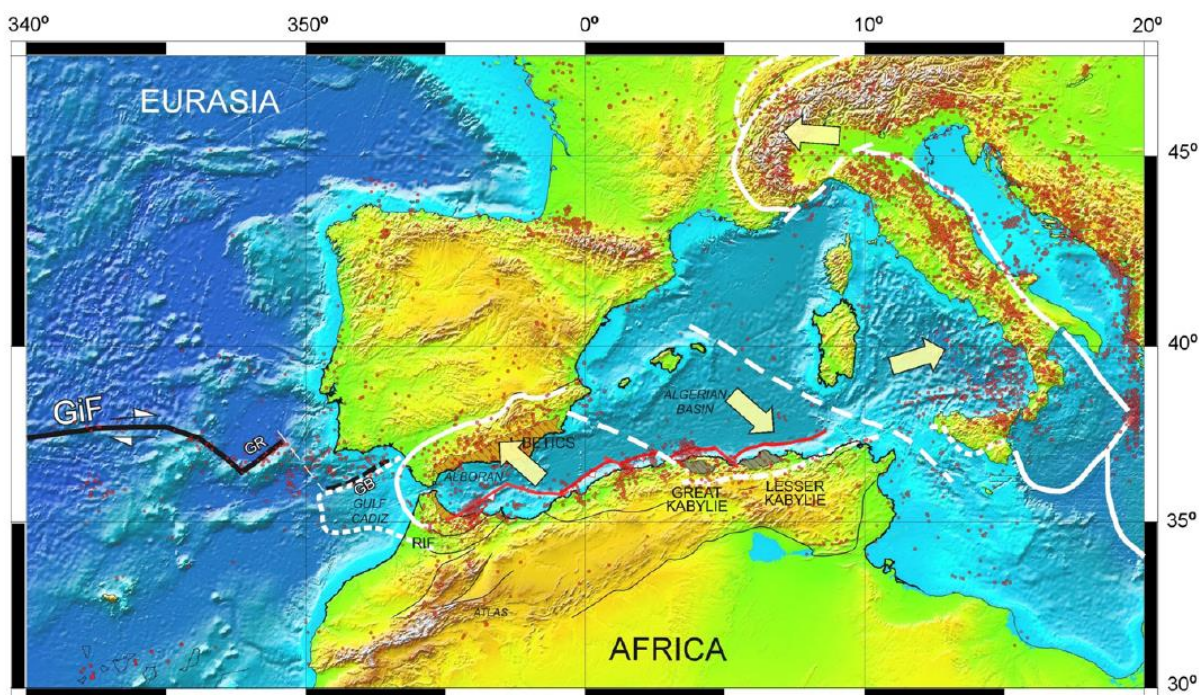 340º 350º 0º 10º 20º
EURASIA
45º
40º
GiF
GR
ALGERIAN
BASIN
BETICS
GB
ALBORAN
GULF
CADIZ
GREAT
KABYLIE
LESSER
KABYLIE
35º
RIF
ATLAS
AFRICA
30º